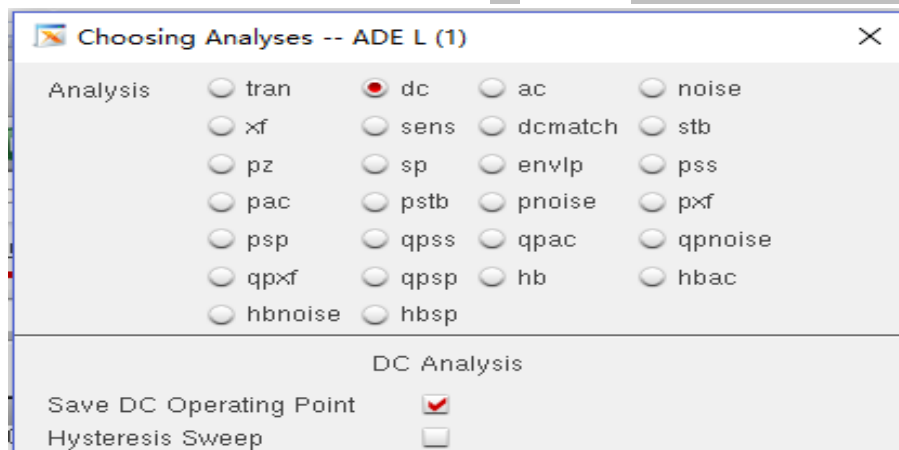 Choosing Analyses -- ADE L (1)
Analysis tran dc ac noise
xf sens dcmatch stb
pz sp envlp pss
pac pstb pnoise pxf
psp qpss qpac qpnoise
qpxf qpsp hb hbac
hbnoise hbsp
DC Analysis
Save DC Operating Point
Hysteresis Sweep